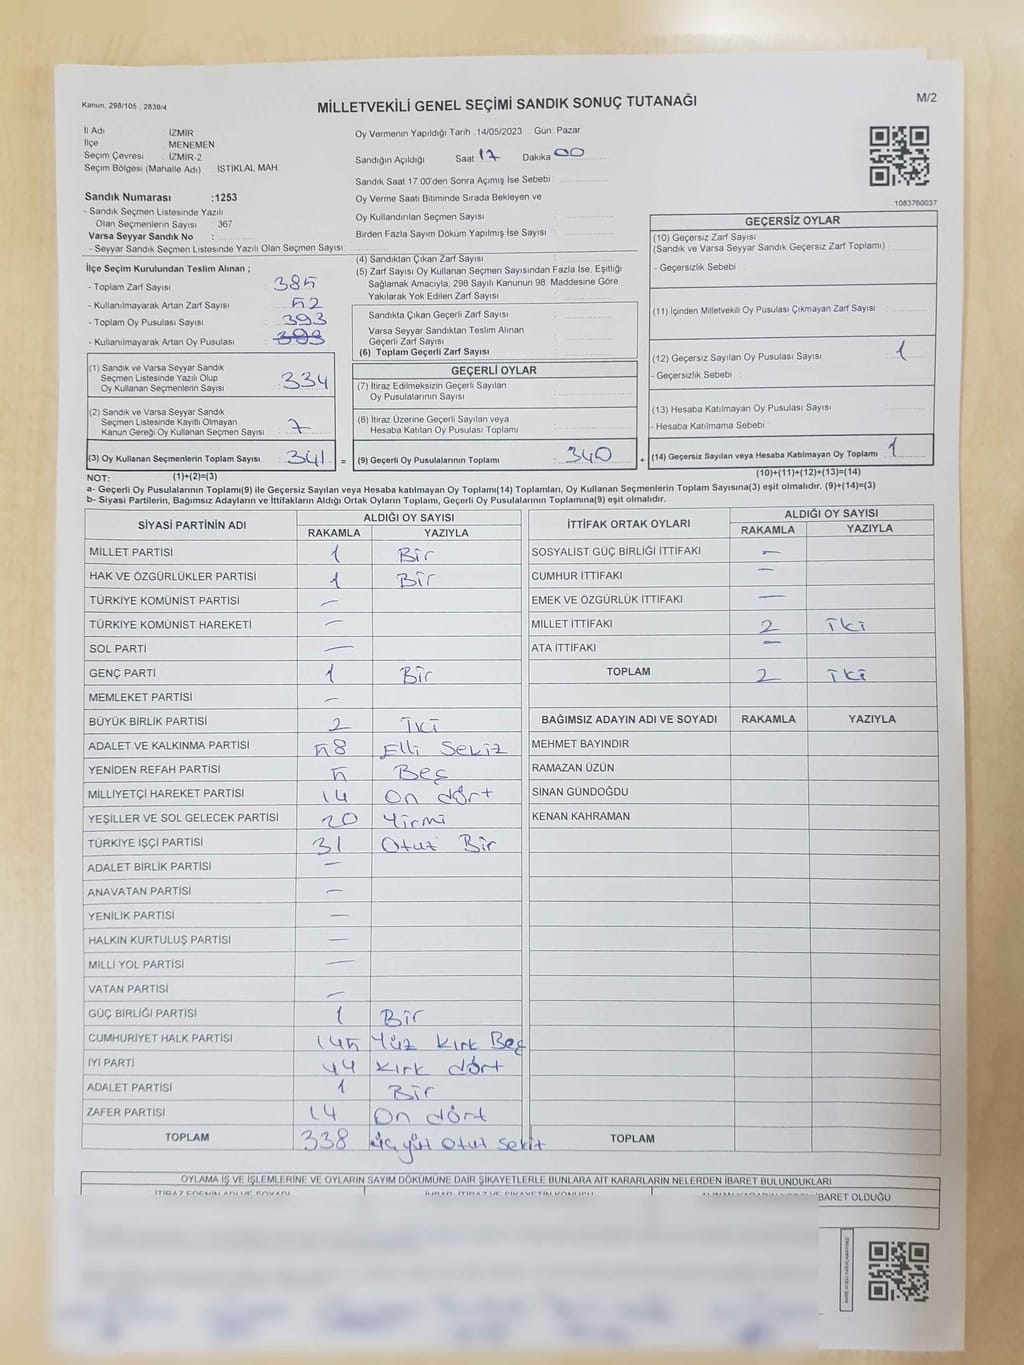 Kanun, 298/105 , 2839/4
MİLLETVEKİLİ GENEL SEÇİMİ SANDIK SONUÇ TUTANAĞI
M/2
İl Adı : İZMİR
İlçe : MENEMEN
Seçim Çevresi : İZMİR-2
Seçim Bölgesi (Mahalle Adı) : İSTİKLAL MAH
Oy Vermenin Yapıldığı Tarih : 14/05/2023 Gün: Pazar
Sandığın Açıldığı Saat 17 Dakika 00
Sandık Saat 17.00'den Sonra Açımış İse Sebebi :
Oy Verme Saati Bitiminde Sırada Bekleyen ve
Oy Kullandırılan Seçmen Sayısı :
Birden Fazla Sayım Döküm Yapılmış İse Sayısı :
1083760037
Sandık Numarası :1253
- Sandık Seçmen Listesinde Yazılı
Olan Seçmenlerin Sayısı 367
Varsa Seyyar Sandık No :
- Seyyar Sandık Seçmen Listesinde Yazılı Olan Seçmen Sayısı:
İlçe Seçim Kurulundan Teslim Alınan ;
- Toplam Zarf Sayısı : 385
- Kullanılmayarak Artan Zarf Sayısı : 52
- Toplam Oy Pusulası Sayısı : 393
- Kullanılmayarak Artan Oy Pusulası : 393
(1) Sandık ve Varsa Seyyar Sandık
Seçmen Listesinde Yazılı Olup
Oy Kullanan Seçmenlerin Sayısı : 334
(2) Sandık ve Varsa Seyyar Sandık
Seçmen Listesinde Kayıtlı Olmayan
Kanun Gereği Oy Kullanan Seçmen Sayısı : 7
(3) Oy Kullanan Seçmenlerin Toplam Sayısı : 341 =
(4) Sandıktan Çıkan Zarf Sayısı :
(5) Zarf Sayısı Oy Kullanan Seçmen Sayısından Fazla İse, Eşitliği
Sağlamak Amacıyla, 298 Sayılı Kanunun 98. Maddesine Göre
Yakılarak Yok Edilen Zarf Sayısı :
Sandıkta Çıkan Geçerli Zarf Sayısı :
Varsa Seyyar Sandıktan Teslim Alınan
Geçerli Zarf Sayısı :
(6) Toplam Geçerli Zarf Sayısı :
GEÇERLİ OYLAR
(7) İtiraz Edilmeksizin Geçerli Sayılan
Oy Pusulalarının Sayısı :
(8) İtiraz Üzerine Geçerli Sayılan veya
Hesaba Katılan Oy Pusulası Toplamı :
(9) Geçerli Oy Pusulalarının Toplamı : 340 +
GEÇERSİZ OYLAR
(10) Geçersiz Zarf Sayısı
(Sandık ve Varsa Seyyar Sandık Geçersiz Zarf Toplamı) :
- Geçersizlik Sebebi :
(11) İçinden Milletvekili Oy Pusulası Çıkmayan Zarf Sayısı :
(12) Geçersiz Sayılan Oy Pusulası Sayısı : 1
- Geçersizlik Sebebi :
(13) Hesaba Katılmayan Oy Pusulası Sayısı :
- Hesaba Katılmama Sebebi :
(14) Geçersiz Sayılan veya Hesaba Katılmayan Oy Toplamı : 1
NOT: (1)+(2)=(3) (10)+(11)+(12)+(13)=(14)
a- Geçerli Oy Pusulalarının Toplamı(9) ile Geçersiz Sayılan veya Hesaba katılmayan Oy Toplamı(14) Toplamları, Oy Kullanan Seçmenlerin Toplam Sayısına(3) eşit olmalıdır. (9)+(14)=(3)
b- Siyasi Partilerin, Bağımsız Adayların ve İttifakların Aldığı Ortak Oyların Toplamı, Geçerli Oy Pusulalarının Toplamına(9) eşit olmalıdır.
SİYASİ PARTİNİN ADI ALDIĞI OY SAYISI
RAKAMLA YAZIYLA
MİLLET PARTİSİ 1 Bir
HAK VE ÖZGÜRLÜKLER PARTİSİ 1 Bir
TÜRKİYE KOMÜNİST PARTİSİ —
TÜRKİYE KOMÜNİST HAREKETİ —
SOL PARTİ —
GENÇ PARTİ 1 Bir
MEMLEKET PARTİSİ —
BÜYÜK BİRLİK PARTİSİ 2 İki
ADALET VE KALKINMA PARTİSİ 58 Elli Sekiz
YENİDEN REFAH PARTİSİ 5 Beş
MİLLİYETÇİ HAREKET PARTİSİ 14 On dört
YEŞİLLER VE SOL GELECEK PARTİSİ 20 Yirmi
TÜRKİYE İŞÇİ PARTİSİ 31 Otuz Bir
ADALET BİRLİK PARTİSİ —
ANAVATAN PARTİSİ —
YENİLİK PARTİSİ —
HALKIN KURTULUŞ PARTİSİ —
MİLLİ YOL PARTİSİ —
VATAN PARTİSİ —
GÜÇ BİRLİĞİ PARTİSİ 1 Bir
CUMHURİYET HALK PARTİSİ 145 Yüz Kırk Beş
İYİ PARTİ 44 Kırk dört
ADALET PARTİSİ 1 Bir
ZAFER PARTİSİ 14 On dört
TOPLAM 338 üçyüz Otuz Sekiz
İTTİFAK ORTAK OYLARI ALDIĞI OY SAYISI
RAKAMLA YAZIYLA
SOSYALİST GÜÇ BİRLİĞİ İTTİFAKI —
CUMHUR İTTİFAKI —
EMEK VE ÖZGÜRLÜK İTTİFAKI —
MİLLET İTTİFAKI 2 iki
ATA İTTİFAKI —
TOPLAM 2 iki
BAĞIMSIZ ADAYIN ADI VE SOYADI RAKAMLA YAZIYLA
MEHMET BAYINDIR
RAMAZAN ÜZÜN
SİNAN GÜNDOĞDU
KENAN KAHRAMAN
TOPLAM
OYLAMA İŞ VE İŞLEMLERİNE VE OYLARIN SAYIM DÖKÜMÜNE DAİR ŞİKAYETLERLE BUNLARA AİT KARARLARIN NELERDEN İBARET BULUNDUKLARI
İBARET OLDUĞU